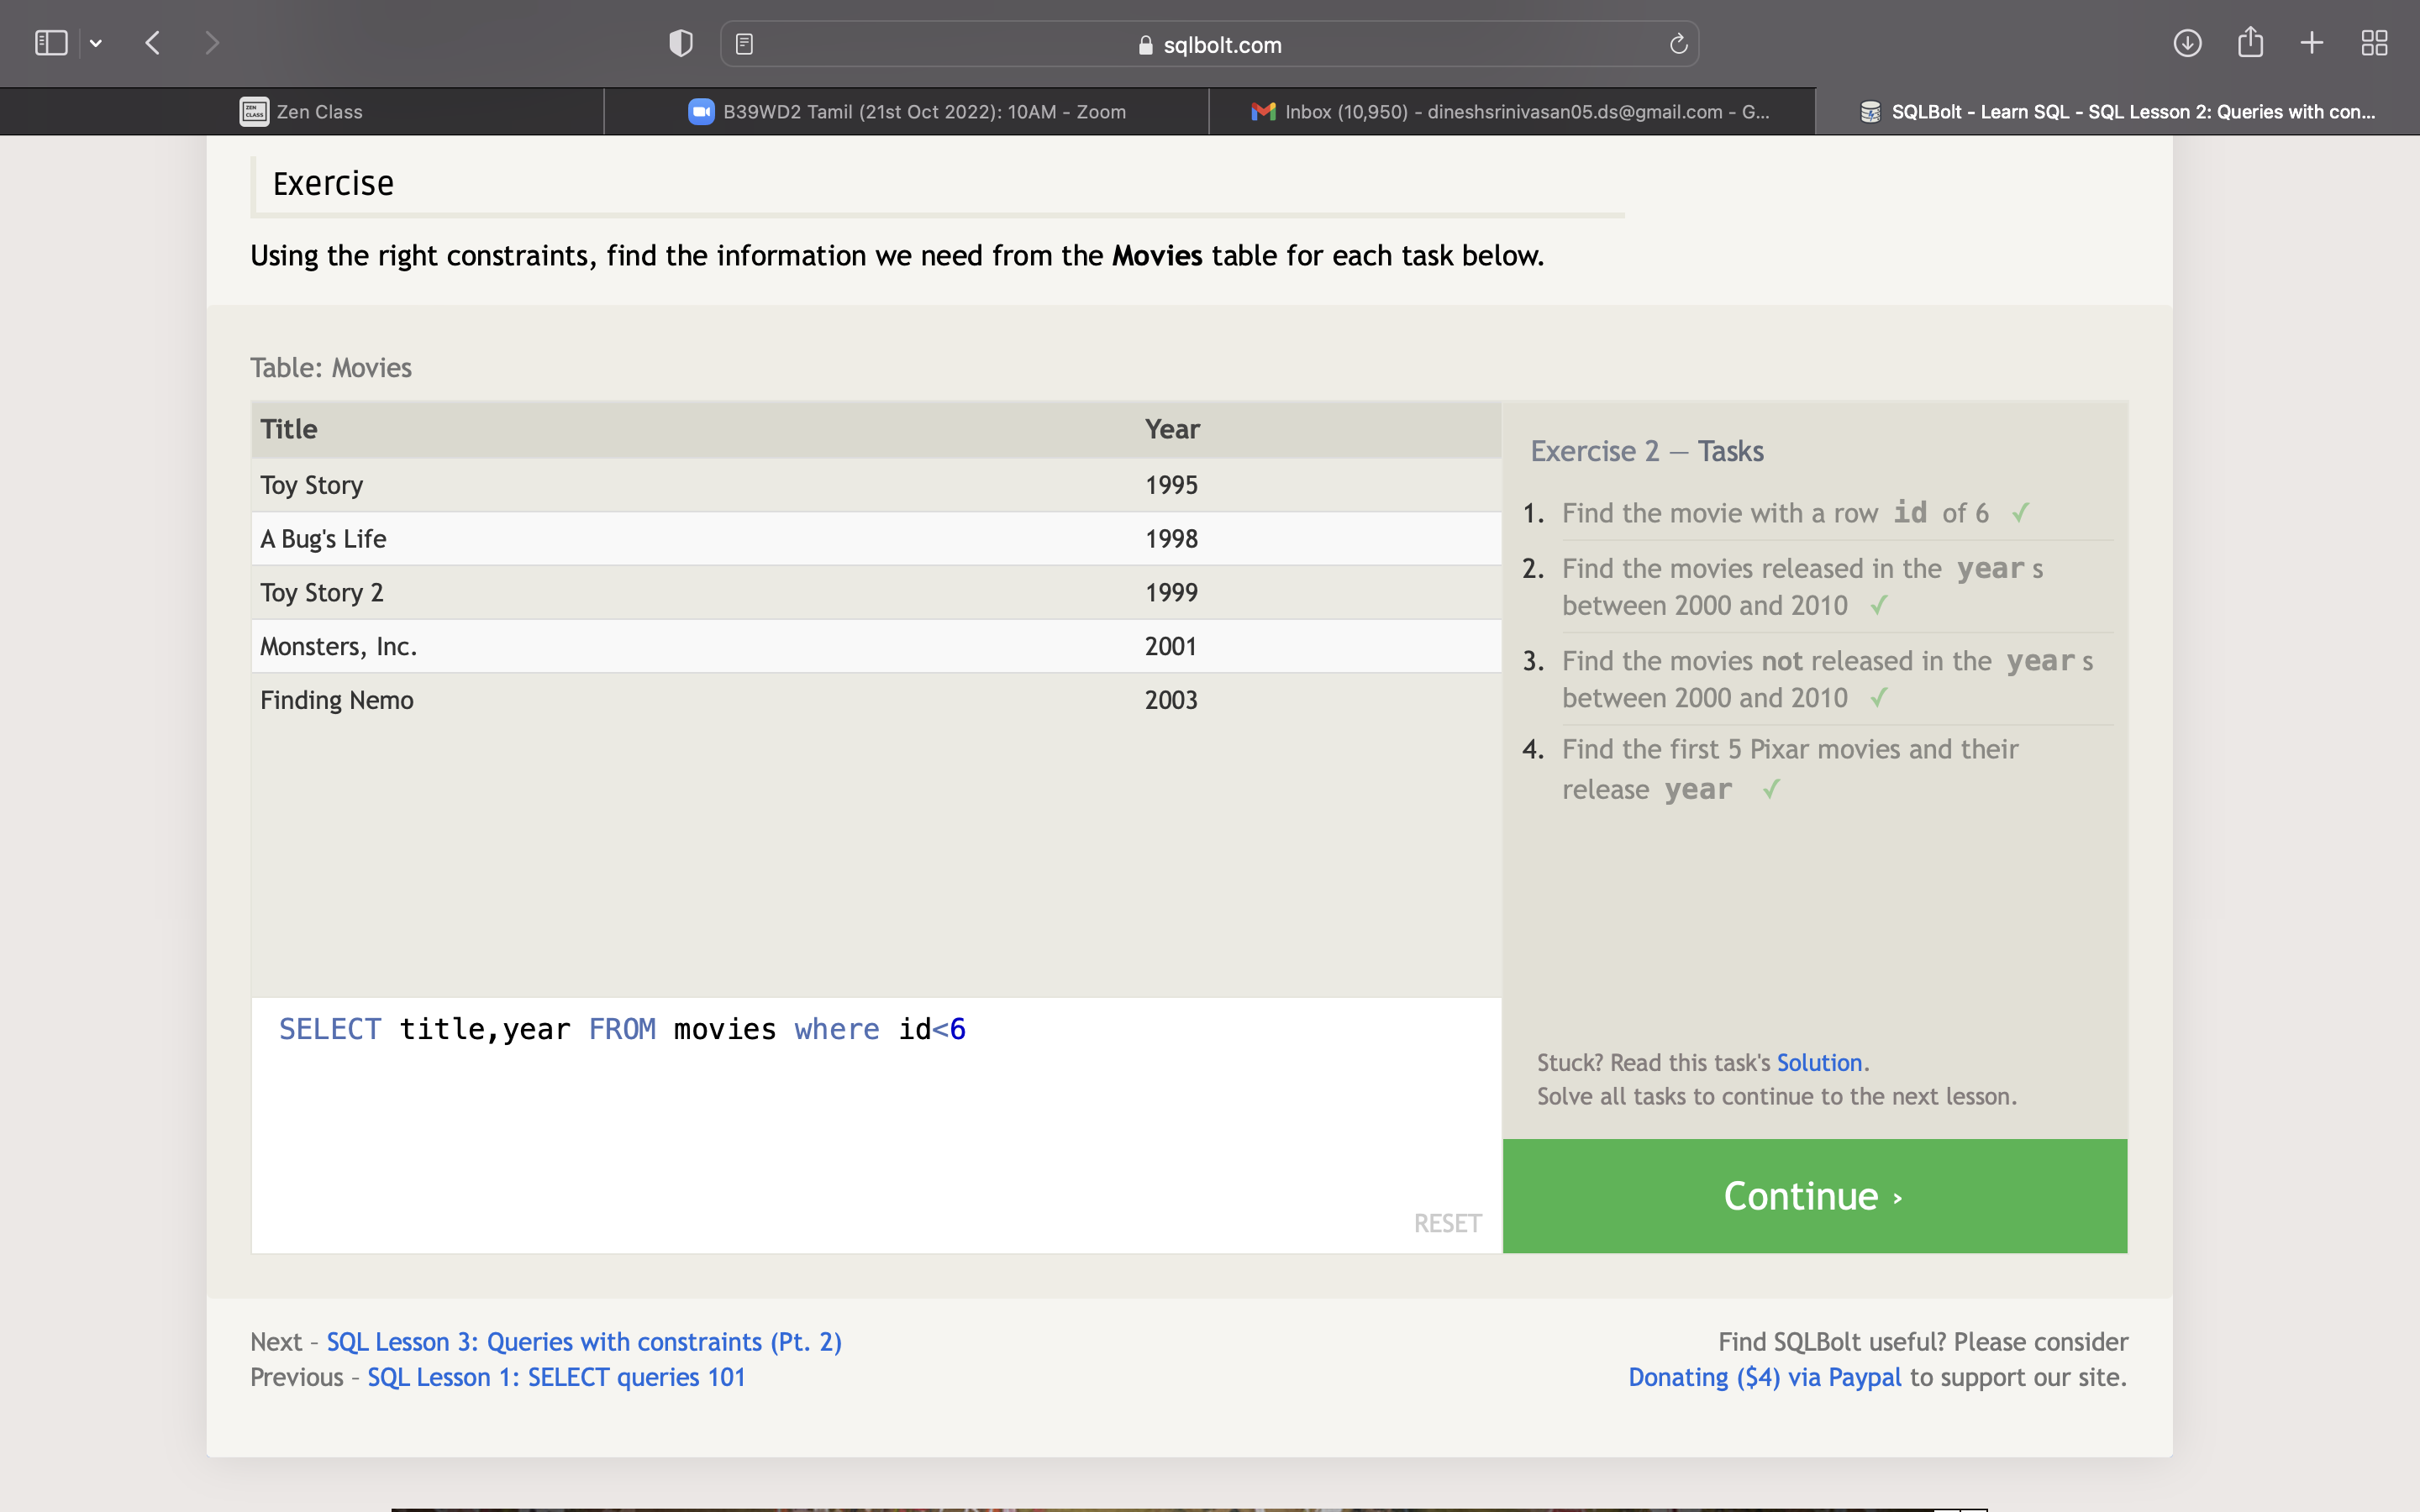 sqlbolt.com
ZEN CLASS Zen Class
B39WD2 Tamil (21st Oct 2022): 10AM - Zoom
Inbox (10,950) - dineshsrinivasan05.ds@gmail.com - G...
SQLBolt - Learn SQL - SQL Lesson 2: Queries with con...
Exercise
Using the right constraints, find the information we need from the Movies table for each task below.
Table: Movies
Title Year
Toy Story 1995
A Bug's Life 1998
Toy Story 2 1999
Monsters, Inc. 2001
Finding Nemo 2003
SELECT title,year FROM movies where id<6
RESET
Exercise 2 — Tasks
1. Find the movie with a row id of 6 ✓
2. Find the movies released in the year s
between 2000 and 2010 ✓
3. Find the movies not released in the year s
between 2000 and 2010 ✓
4. Find the first 5 Pixar movies and their
release year ✓
Stuck? Read this task's Solution.
Solve all tasks to continue to the next lesson.
Continue ›
Next – SQL Lesson 3: Queries with constraints (Pt. 2)
Previous – SQL Lesson 1: SELECT queries 101
Find SQLBolt useful? Please consider
Donating ($4) via Paypal to support our site.